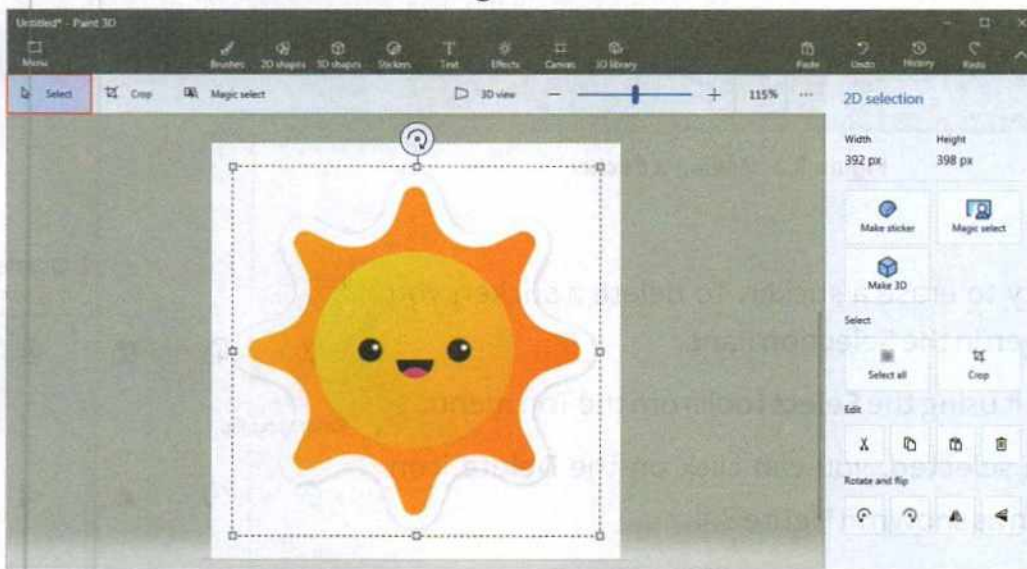 Untitled* - Paint 3D
Menu
Brushes 2D shapes 3D shapes Stickers Text Effects Canvas 3D library Paste Undo History Redo
Select Crop Magic select 3D view 115% ...
2D selection
Width Height
392 px 398 px
Make sticker Magic select
Make 3D
Select
Select all Crop
Edit
Rotate and flip